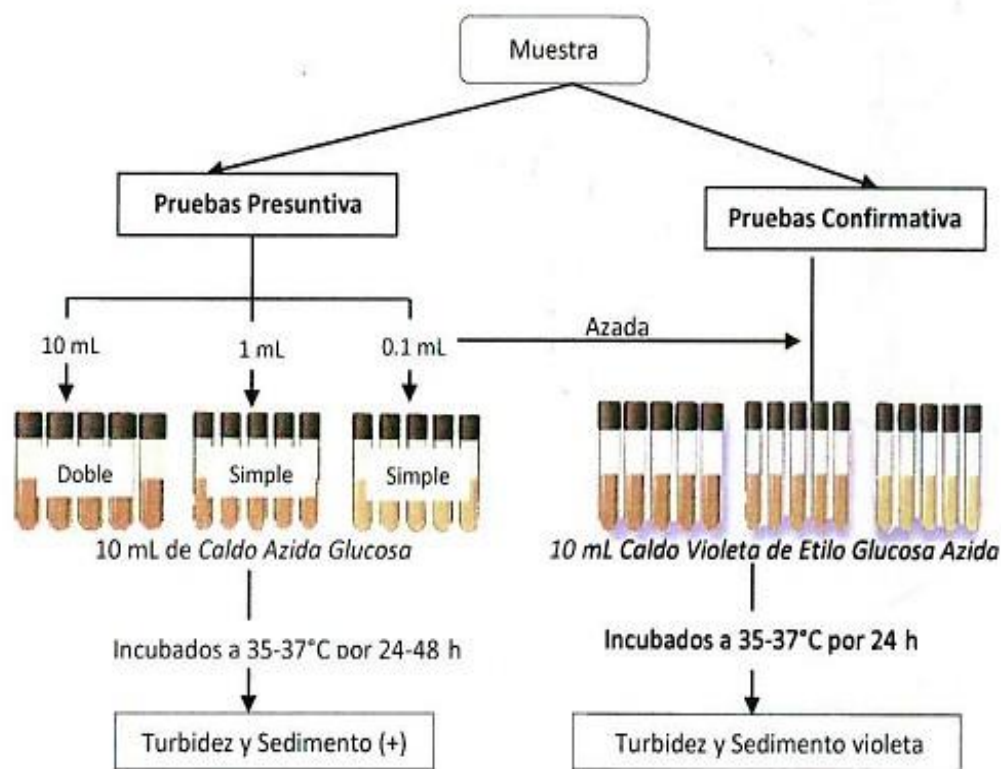 Muestra
Pruebas Presuntiva
Pruebas Confirmativa
10 mL
1 mL
0.1 mL
Azada
Doble
Simple
Simple
10 mL de Caldo Azida Glucosa
10 mL Caldo Violeta de Etilo Glucosa Azida
Incubados a 35-37°C por 24-48 h
Incubados a 35-37°C por 24 h
Turbidez y Sedimento (+)
Turbidez y Sedimento violeta